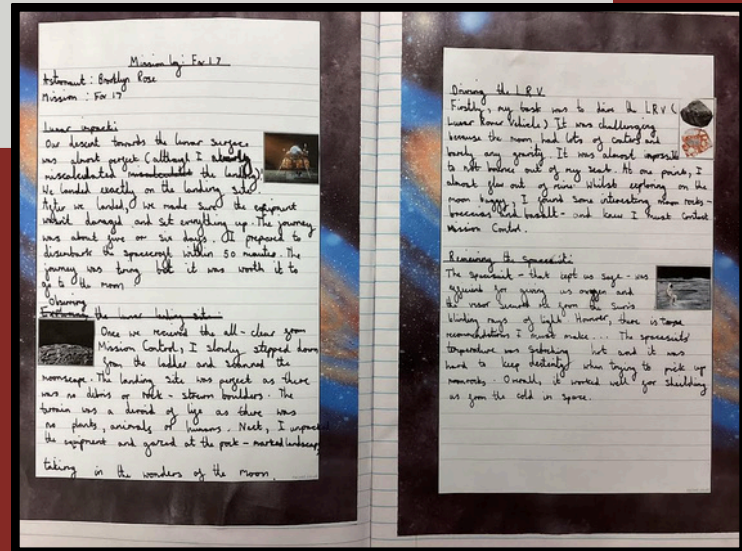 Mission log: Fox 17
Astronaut: Brooklyn Rose
Mission: Fox 17
Lunar impact:
Our descent towards the lunar surface
was almost perfect (although I
miscalculated the landing)
We landed exactly on the landing site.
After we landed, we made sure the equipment
wasn't damaged and set everything up. The journey
was about five or six days. I prepared to
disembark the spacecraft within 50 minutes. The
journey was tiring but it was worth it to
go to the moon
Observing
the lunar landing site
Once we received the all-clear from
Mission Control, I slowly stepped down
from the ladder and scanned the
moonscape. The landing site was perfect as there
was no debris or rock-strewn boulders. The
terrain was a devoid of life as there was
no plants, animals or humans. Next, I unpacked
the equipment and gazed at the pock-marked landscape,
taking in the wonders of the moon.
Driving the LRV
Firstly, my task was to drive the LRV (
Lunar Rover Vehicle) It was challenging
because the moon had lots of craters and
barely any gravity. It was almost impossible
to not bounce out of my seat. At one point, I
almost flew out of mine! Whilst exploring on the
moon buggy, I found some interesting moon rocks-
breccias and basalt- and knew I must contact
Mission Control.
Reviewing the spacesuit:
The spacesuit - that kept us safe - was
efficient for giving us oxygen and
the visor us from the sun's
blinding rays of light. However, there is
recommendations I must make... The spacesuits'
temperature was hot and it was
hard to keep when trying to pick up
moonrocks. Overall, it worked well for shielding
us from the cold in space.